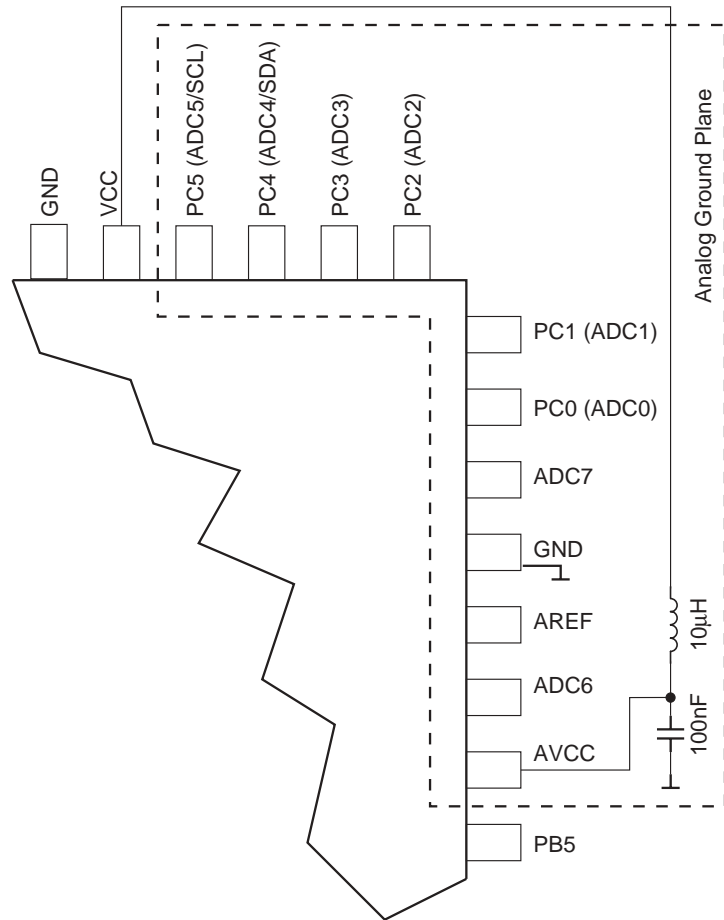 GND
VCC
PC5 (ADC5/SCL)
PC4 (ADC4/SDA)
PC3 (ADC3)
PC2 (ADC2)
Analog Ground Plane
PC1 (ADC1)
PC0 (ADC0)
ADC7
GND
AREF
ADC6
AVCC
PB5
10µH
100nF